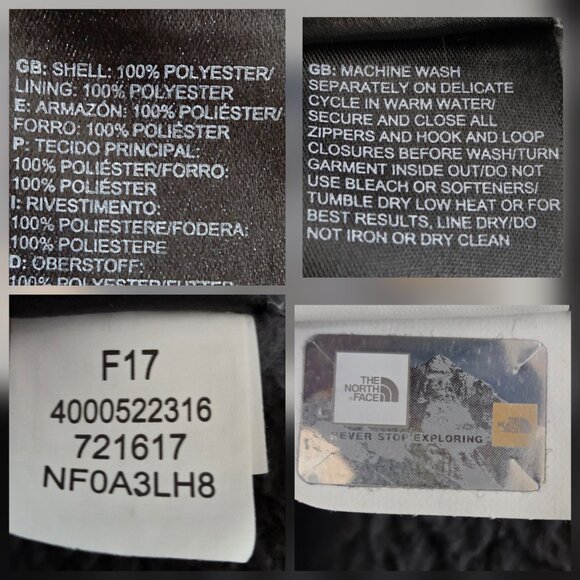 GB: SHELL: 100% POLYESTER/
LINING: 100% POLYESTER
E: ARMAZÓN: 100% POLIÉSTER/
FORRO: 100% POLIÉSTER
P: TECIDO PRINCIPAL:
100% POLIÉSTER/FORRO:
100% POLIÉSTER
I: RIVESTIMENTO:
100% POLIESTERE/FODERA:
100% POLIESTERE
D: OBERSTOFF:
100% POLYESTER/FUTTER
GB: MACHINE WASH
SEPARATELY ON DELICATE
CYCLE IN WARM WATER/
SECURE AND CLOSE ALL
ZIPPERS AND HOOK AND LOOP
CLOSURES BEFORE WASH/TURN
GARMENT INSIDE OUT/DO NOT
USE BLEACH OR SOFTENERS/
TUMBLE DRY LOW HEAT OR FOR
BEST RESULTS, LINE DRY/DO
NOT IRON OR DRY CLEAN
F17
4000522316
721617
NF0A3LH8
THE
NORTH
FACE
NEVER STOP EXPLORING